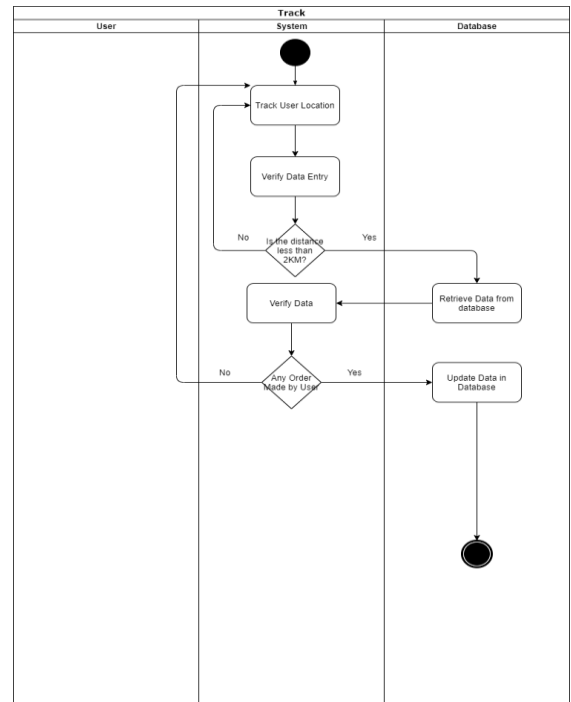 Track
User
System
Database
Track User Location
Verify Data Entry
No
Is the distance
less than
2KM?
Yes
Verify Data
Retrieve Data from
database
No
Any Order
Made by User
Yes
Update Data in
Database